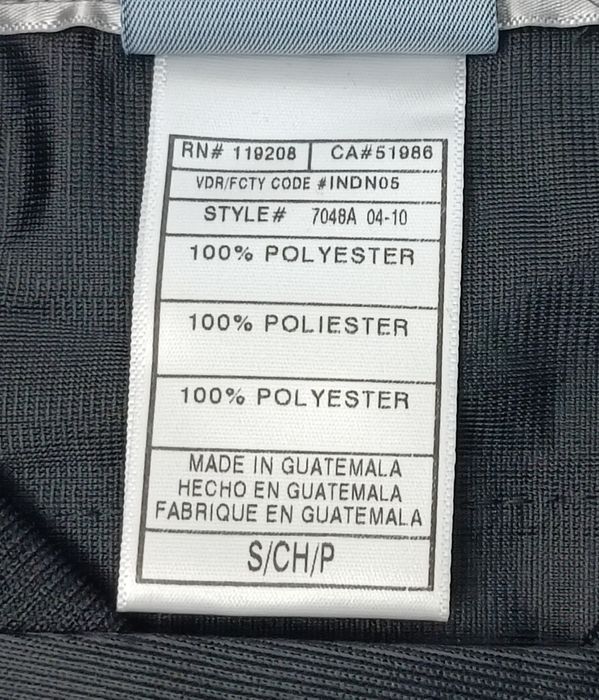 RN# 119208 CA#51986
VDR/FCTY CODE #INDN05
STYLE# 7048A 04-10
100% POLYESTER
100% POLIESTER
100% POLYESTER
MADE IN GUATEMALA
HECHO EN GUATEMALA
FABRIQUE EN GUATEMALA
S/CH/P